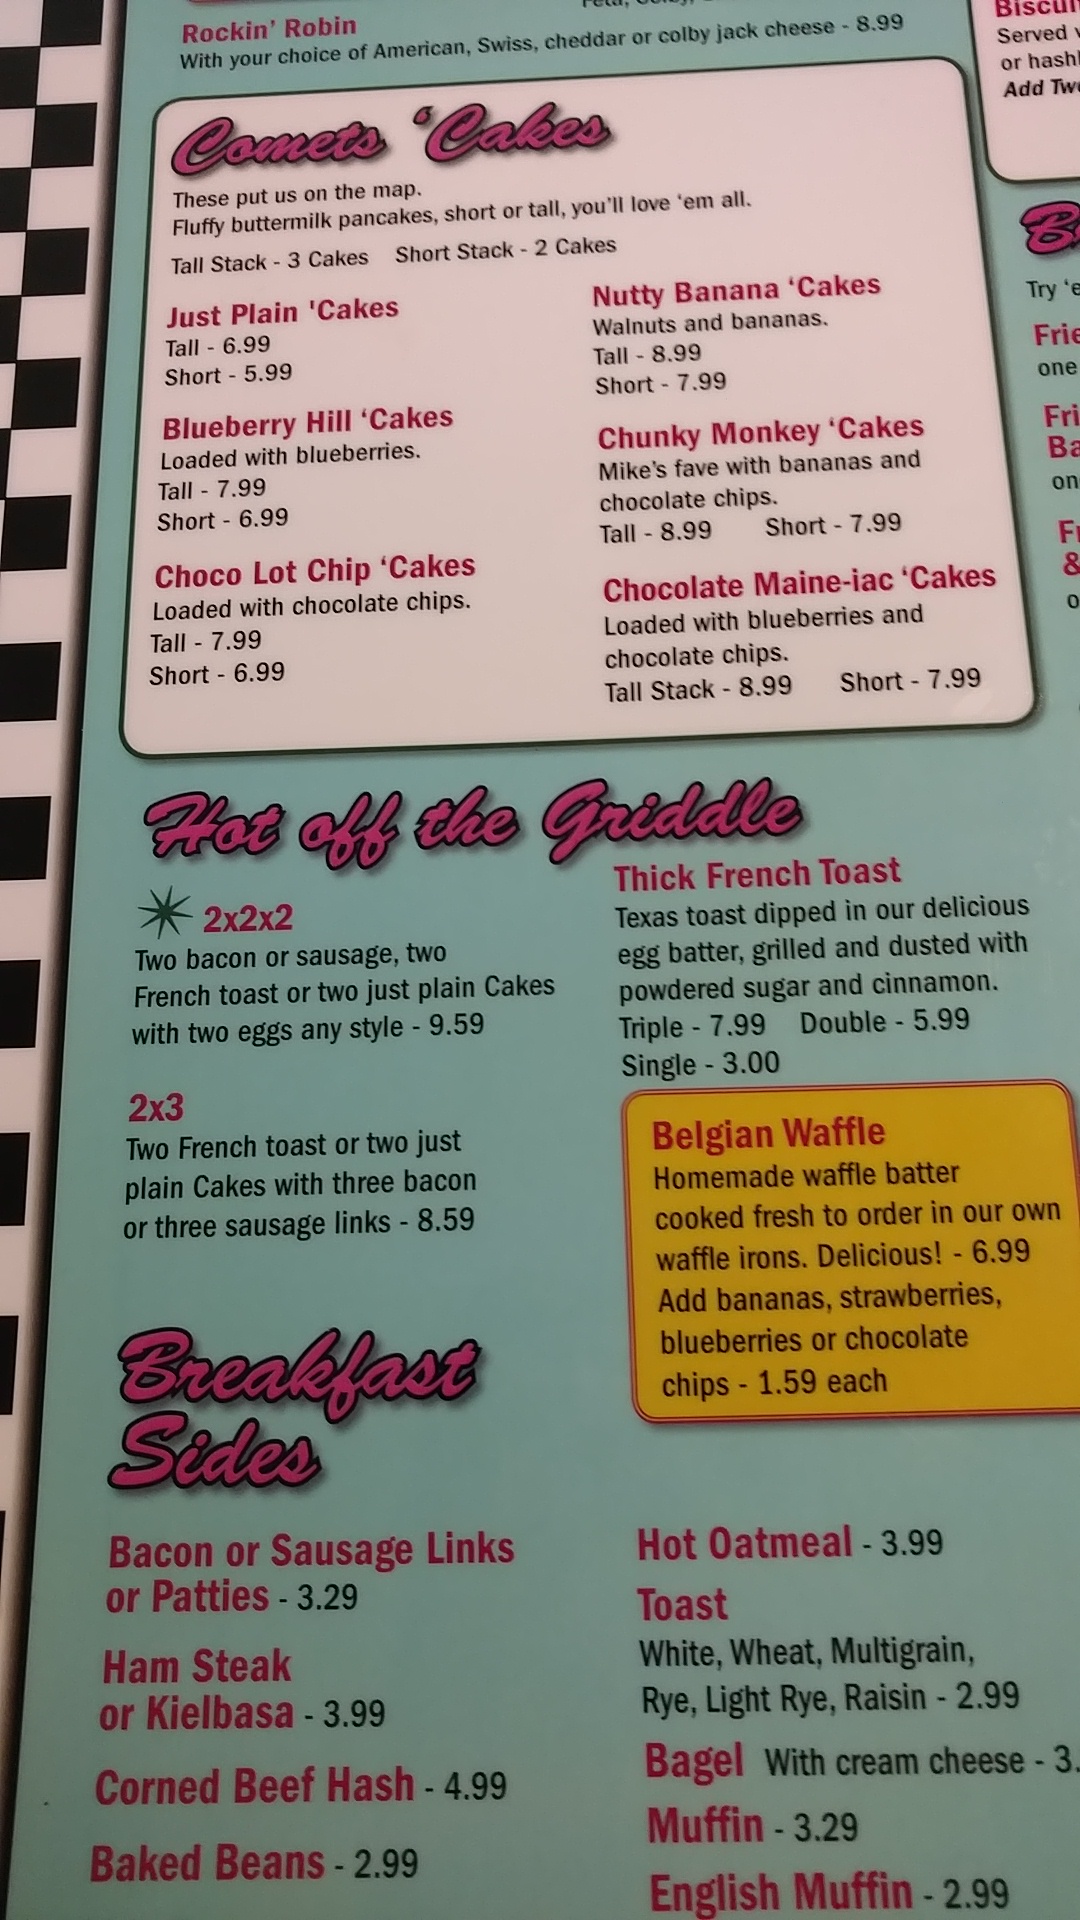 Rockin' Robin
With your choice of American, Swiss, cheddar or colby jack cheese - 8.99
Comets ‘Cakes
These put us on the map.
Fluffy buttermilk pancakes, short or tall, you’ll love ‘em all.
Tall Stack - 3 Cakes Short Stack - 2 Cakes
Just Plain 'Cakes
Tall - 6.99
Short - 5.99
Blueberry Hill ‘Cakes
Loaded with blueberries.
Tall - 7.99
Short - 6.99
Choco Lot Chip ‘Cakes
Loaded with chocolate chips.
Tall - 7.99
Short - 6.99
Nutty Banana ‘Cakes
Walnuts and bananas.
Tall - 8.99
Short - 7.99
Chunky Monkey ‘Cakes
Mike’s fave with bananas and
chocolate chips.
Tall - 8.99 Short - 7.99
Chocolate Maine-iac ‘Cakes
Loaded with blueberries and
chocolate chips.
Tall Stack - 8.99 Short - 7.99
Hot off the Griddle
2x2x2
Two bacon or sausage, two
French toast or two just plain Cakes
with two eggs any style - 9.59
2x3
Two French toast or two just
plain Cakes with three bacon
or three sausage links - 8.59
Thick French Toast
Texas toast dipped in our delicious
egg batter, grilled and dusted with
powdered sugar and cinnamon.
Triple - 7.99 Double - 5.99
Single - 3.00
Belgian Waffle
Homemade waffle batter
cooked fresh to order in our own
waffle irons. Delicious! - 6.99
Add bananas, strawberries,
blueberries or chocolate
chips - 1.59 each
Breakfast
Sides
Bacon or Sausage Links
or Patties - 3.29
Ham Steak
or Kielbasa - 3.99
Corned Beef Hash - 4.99
Baked Beans - 2.99
Hot Oatmeal - 3.99
Toast
White, Wheat, Multigrain,
Rye, Light Rye, Raisin - 2.99
Bagel With cream cheese - 3.
Muffin - 3.29
English Muffin - 2.99
Served
or
Add
Try
one